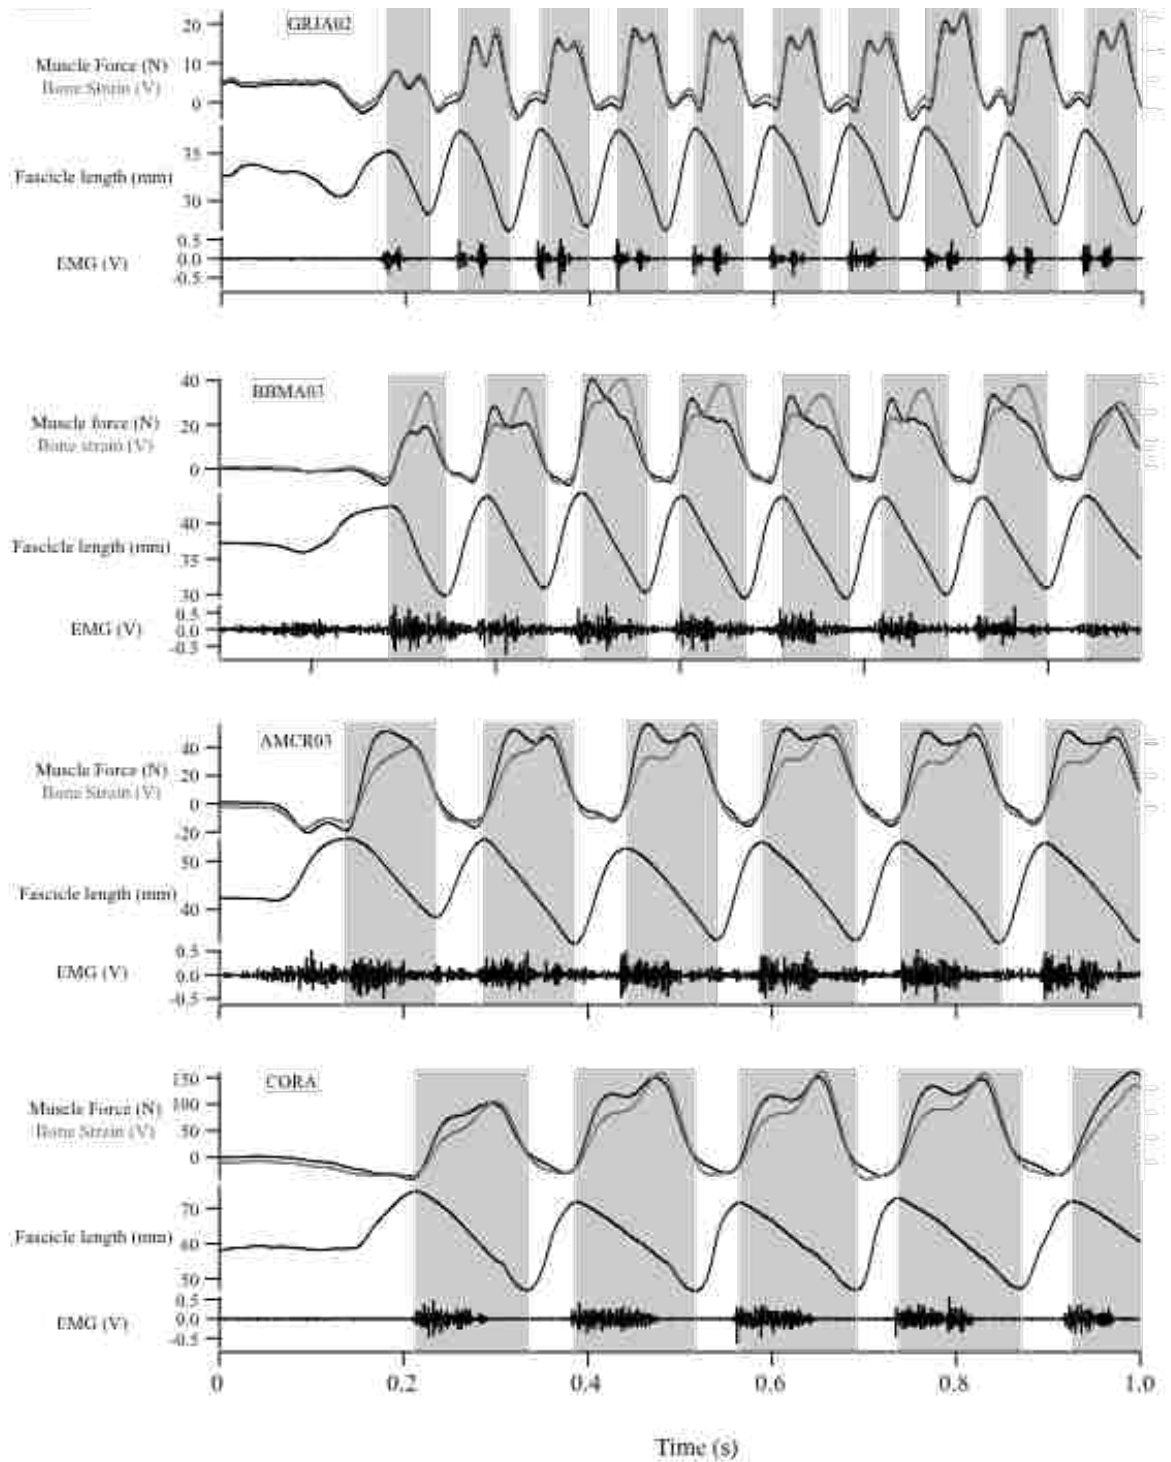 GRJA02
20
Muscle Force (N)
10
Bone Strain (V)
0
35
Fascicle length (mm)
30
0.5
EMG (V)
0.0
-0.5
BBMA03
40
Muscle force (N)
20
Bone strain (V)
0
40
Fascicle length (mm)
35
30
0.5
EMG (V)
0.0
-0.5
AMCR03
40
Muscle Force (N)
20
Bone Strain (V)
0
-20
50
Fascicle length (mm)
40
0.5
EMG (V)
0.0
-0.5
150
CORA
Muscle Force (N)
100
Bone Strain (V)
50
0
70
Fascicle length (mm)
60
50
0.5
EMG (V)
0.0
-0.5
0 0.2 0.4 0.6 0.8 1.0
Time (s)